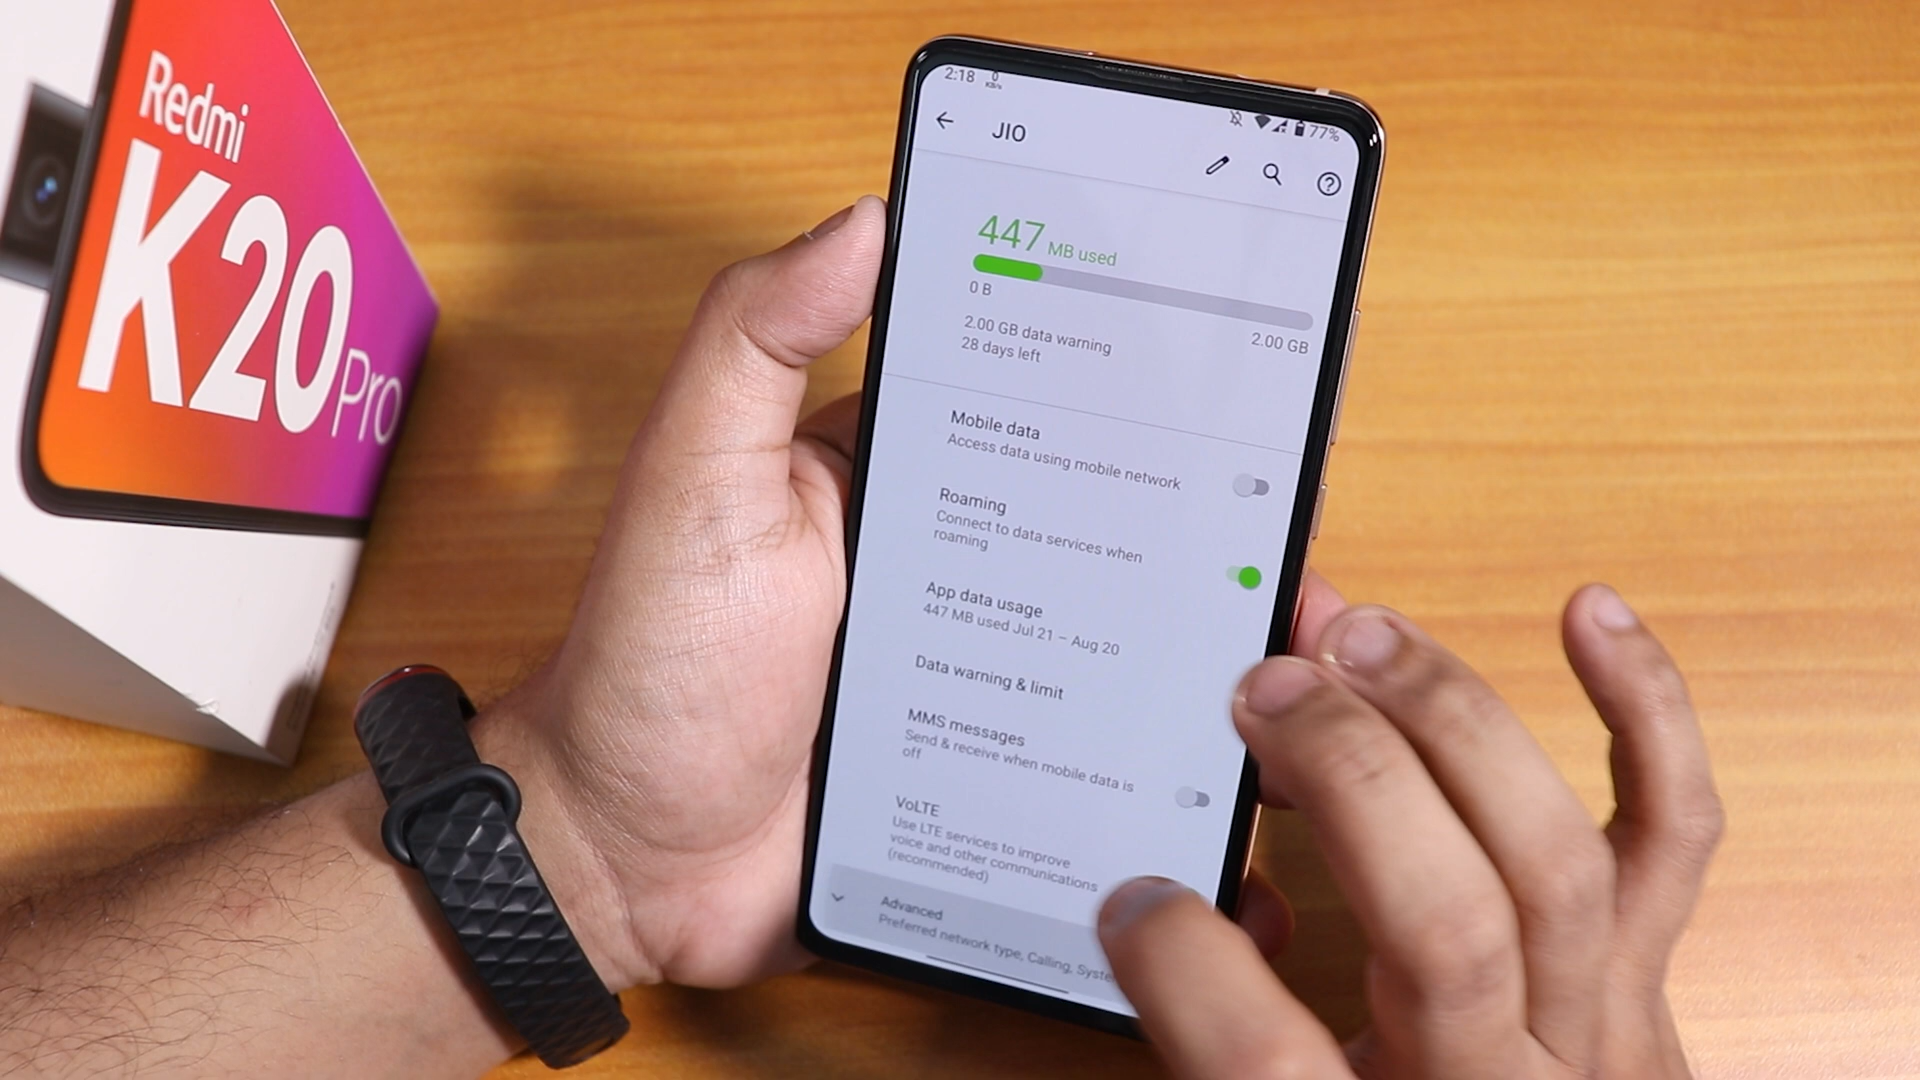 Redmi
K20 Pro
2:18
0
KB/s
77%
JIO
447 MB used
0 B
2.00 GB
2.00 GB data warning
28 days left
Mobile data
Access data using mobile network
Roaming
Connect to data services when
roaming
App data usage
447 MB used Jul 21 – Aug 20
Data warning & limit
MMS messages
Send & receive when mobile data is
off
VoLTE
Use LTE services to improve
voice and other communications
(recommended)
Advanced
Preferred network type, Calling,